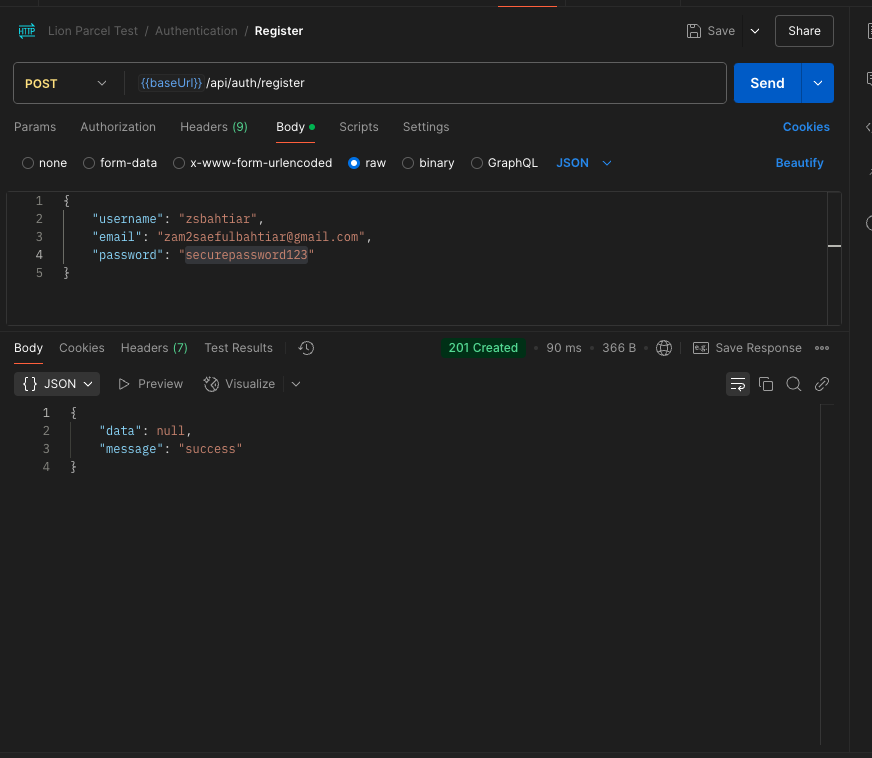 HTTP Lion Parcel Test / Authentication / Register Save Share
POST {{baseUrl}} /api/auth/register Send
Params Authorization Headers (9) Body Scripts Settings Cookies
none form-data x-www-form-urlencoded raw binary GraphQL JSON Beautify
1 {
2 "username": "zsbahtiar",
3 "email": "zam2saefulbahtiar@gmail.com",
4 "password": "securepassword123"
5 }
Body Cookies Headers (7) Test Results 201 Created 90 ms 366 B e.g. Save Response
{} JSON Preview Visualize
1 {
2 "data": null,
3 "message": "success"
4 }